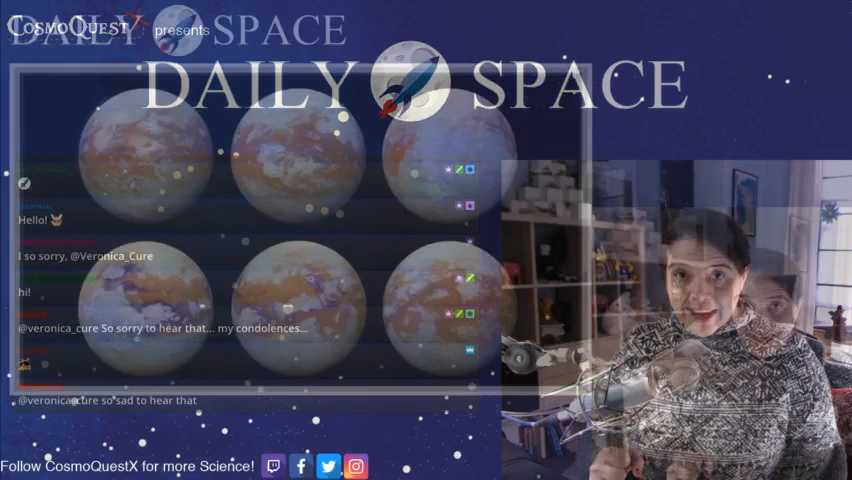 COSMOQUESTX presents
DAILY SPACE
DAILY SPACE
Hello!
I so sorry, @Veronica_Cure
hi!
@veronica_cure So sorry to hear that... my condolences...
@veronica_cure so sad to hear that
Follow CosmoQuestX for more Science!